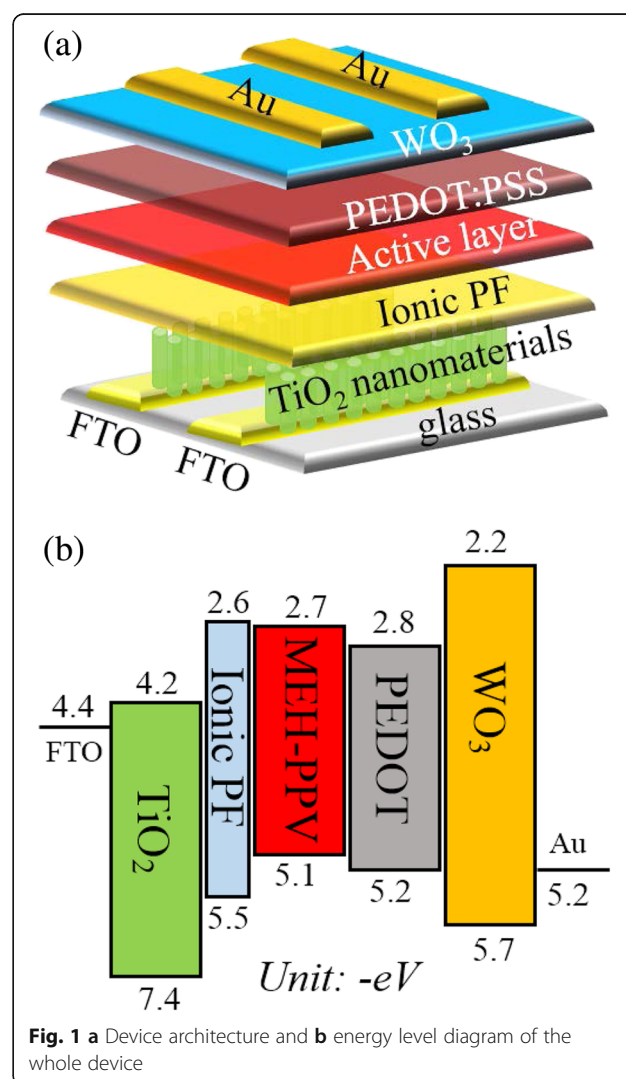 (a)
Au
Au
WO₃
PEDOT:PSS
Active layer
Ionic PF
TiO₂ nanomaterials
glass
FTO
FTO
(b)
2.2
2.6
2.7
2.8
4.2
4.4
FTO
TiO₂
Ionic PF
MEH-PPV
PEDOT
WO₃
Au
5.1
5.2
5.2
5.5
5.7
7.4
Unit: -eV
Fig. 1 a Device architecture and b energy level diagram of the
whole device